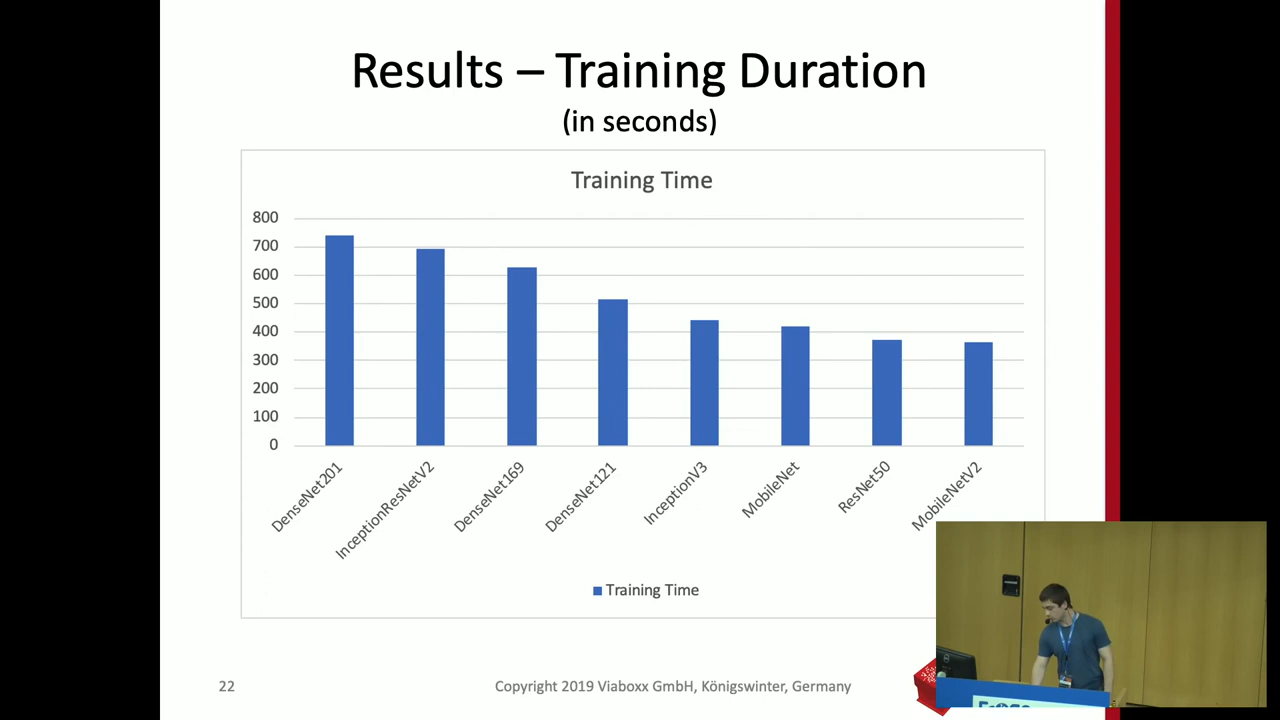 Results – Training Duration
(in seconds)
Training Time
800
700
600
500
400
300
200
100
0
DenseNet201
InceptionResNetV2
DenseNet169
DenseNet121
InceptionV3
MobileNet
ResNet50
MobileNetV2
Training Time
22
Copyright 2019 Viaboxx GmbH, Königswinter, Germany